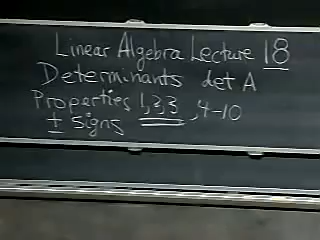 Linear Algebra Lecture 18
Determinants det A
Properties 1,2,3, 4-10
± signs